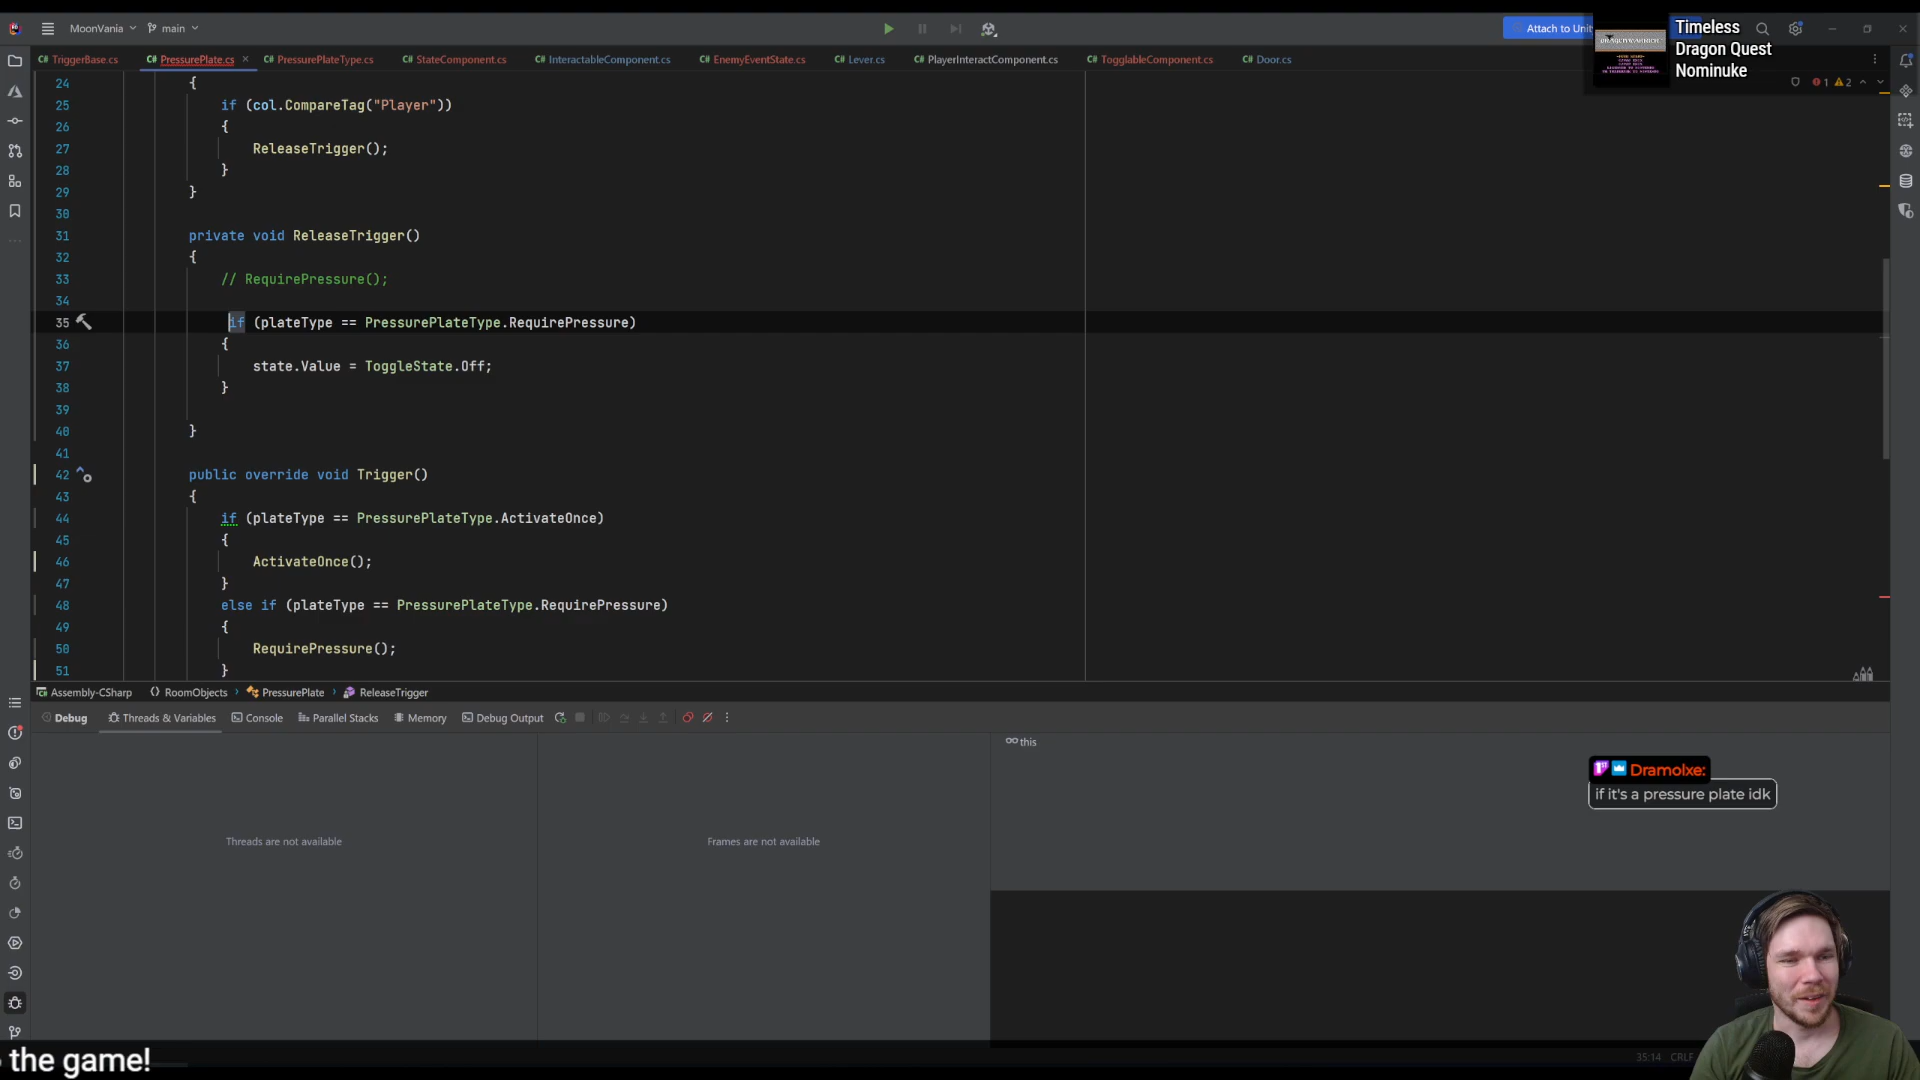 MoonVania
main
Attach to Unit
Timeless
Dragon Quest
Nominuke
TriggerBase.cs
PressurePlate.cs
PressurePlateType.cs
StateComponent.cs
InteractableComponent.cs
EnemyEventState.cs
Lever.cs
PlayerInteractComponent.cs
TogglableComponent.cs
Door.cs
1 2
24 {
25 if (col.CompareTag("Player"))
26 {
27 ReleaseTrigger();
28 }
29 }
30
31 private void ReleaseTrigger()
32 {
33 // RequirePressure();
34
35 if (plateType == PressurePlateType.RequirePressure)
36 {
37 state.Value = ToggleState.Off;
38 }
39
40 }
41
42 public override void Trigger()
43 {
44 if (plateType == PressurePlateType.ActivateOnce)
45 {
46 ActivateOnce();
47 }
48 else if (plateType == PressurePlateType.RequirePressure)
49 {
50 RequirePressure();
51 }
Assembly-CSharp
RoomObjects
PressurePlate
ReleaseTrigger
Debug
Threads & Variables
Console
Parallel Stacks
Memory
Debug Output
this
Threads are not available
Frames are not available
Dramolxe:
if it's a pressure plate idk
the game!
35:14 CRLF